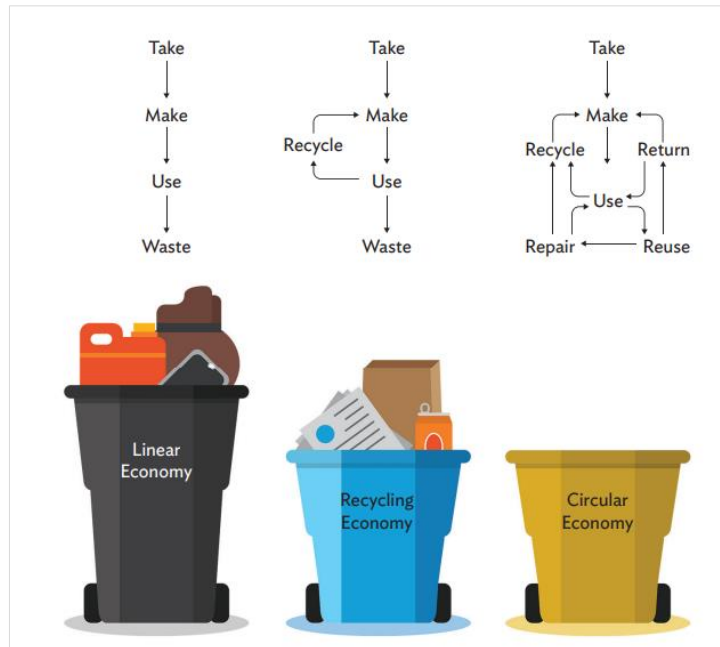 Take
Make
Use
Waste
Take
Make
Recycle
Use
Waste
Take
Make
Recycle
Return
Use
Repair
Reuse
Linear
Economy
Recycling
Economy
Circular
Economy